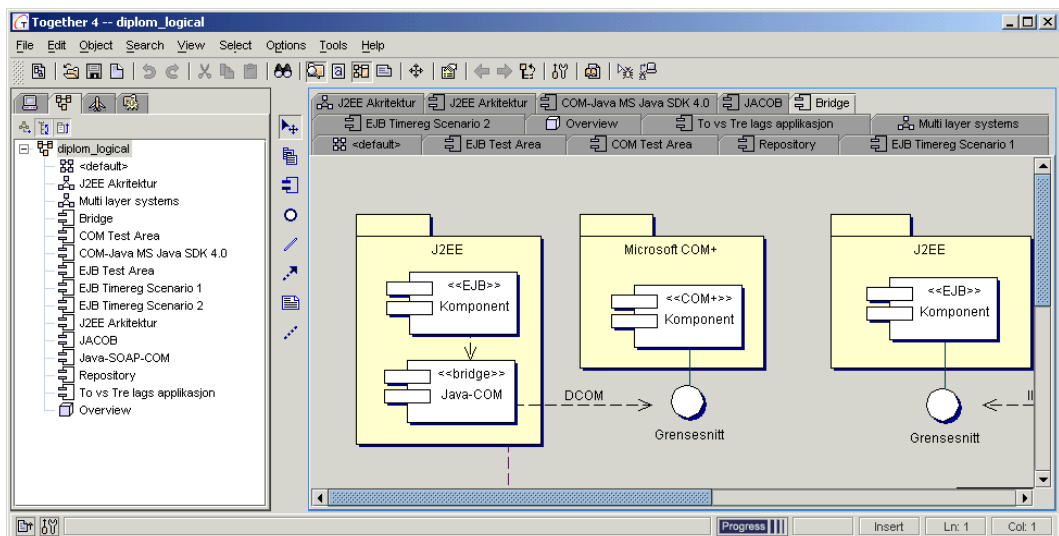 Together 4 -- diplom_logical
File Edit Object Search View Select Options Tools Help
J2EE Akritektur J2EE Arkitektur COM-Java MS Java SDK 4.0 JACOB Bridge
EJB Timereg Scenario 2 Overview To vs Tre lags applikasjon Multi layer systems
<default> EJB Test Area COM Test Area Repository EJB Timereg Scenario 1
diplom_logical
<default>
J2EE Akritektur
Multi layer systems
Bridge
COM Test Area
COM-Java MS Java SDK 4.0
EJB Test Area
EJB Timereg Scenario 1
EJB Timereg Scenario 2
J2EE Arkitektur
JACOB
Java-SOAP-COM
Repository
To vs Tre lags applikasjon
Overview
J2EE
<<EJB>>
Komponent
<<bridge>>
Java-COM
DCOM
Microsoft COM+
<<COM+>>
Komponent
Grensesnitt
J2EE
<<EJB>>
Komponent
Grensesnitt
Progress Insert Ln: 1 Col: 1